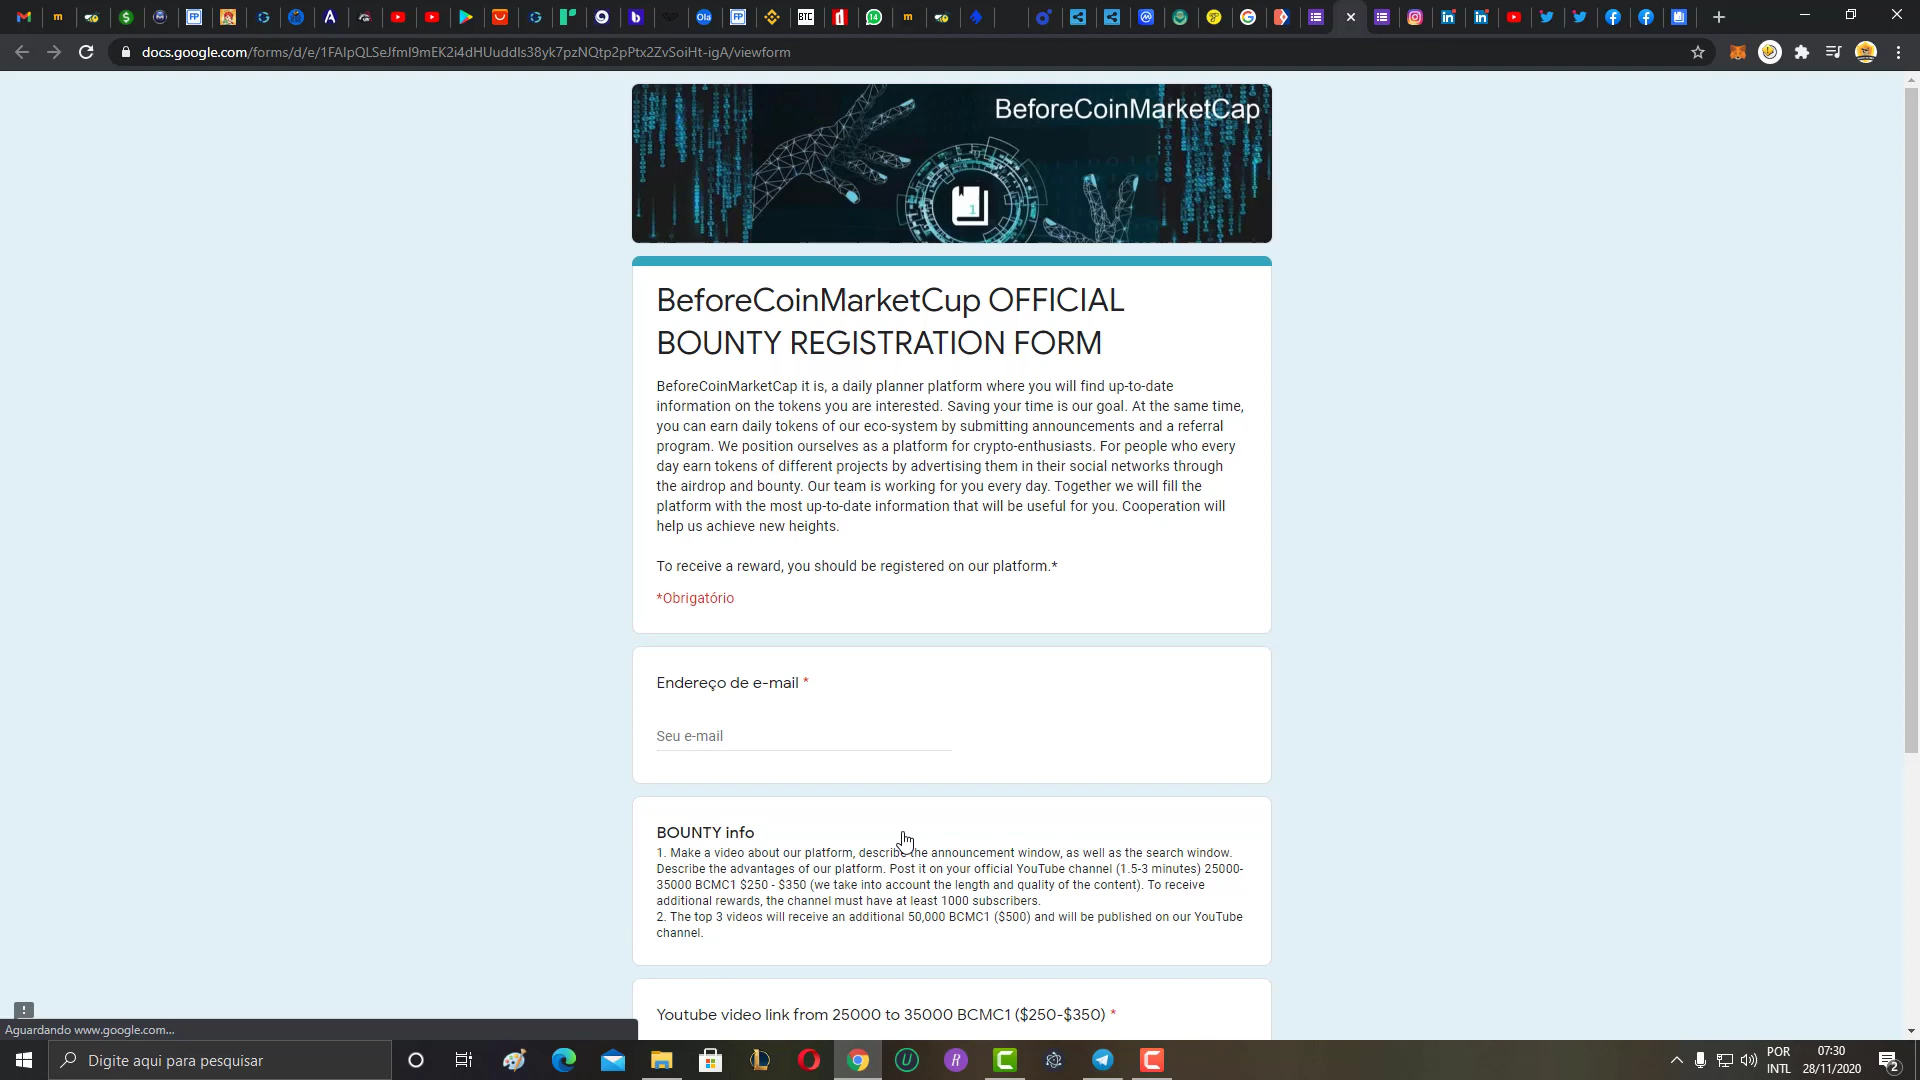 docs.google.com/forms/d/e/1FAIpQLSeJfmI9mEK2i4dHUuddIs38yk7pzNQtp2pPtx2ZvSoiHt-igA/viewform
BeforeCoinMarketCap
1
BeforeCoinMarketCup OFFICIAL
BOUNTY REGISTRATION FORM
BeforeCoinMarketCap it is, a daily planner platform where you will find up-to-date
information on the tokens you are interested. Saving your time is our goal. At the same time,
you can earn daily tokens of our eco-system by submitting announcements and a referral
program. We position ourselves as a platform for crypto-enthusiasts. For people who every
day earn tokens of different projects by advertising them in their social networks through
the airdrop and bounty. Our team is working for you every day. Together we will fill the
platform with the most up-to-date information that will be useful for you. Cooperation will
help us achieve new heights.
To receive a reward, you should be registered on our platform.*
*Obrigatório
Endereço de e-mail *
Seu e-mail
BOUNTY info
1. Make a video about our platform, describe the announcement window, as well as the search window.
Describe the advantages of our platform. Post it on your official YouTube channel (1.5-3 minutes) 25000-
35000 BCMC1 $250 - $350 (we take into account the length and quality of the content). To receive
additional rewards, the channel must have at least 1000 subscribers.
2. The top 3 videos will receive an additional 50,000 BCMC1 ($500) and will be published on our YouTube
channel.
Youtube video link from 25000 to 35000 BCMC1 ($250-$350) *
Aguardando www.google.com...
Digite aqui para pesquisar
POR
INTL
07:30
28/11/2020
2